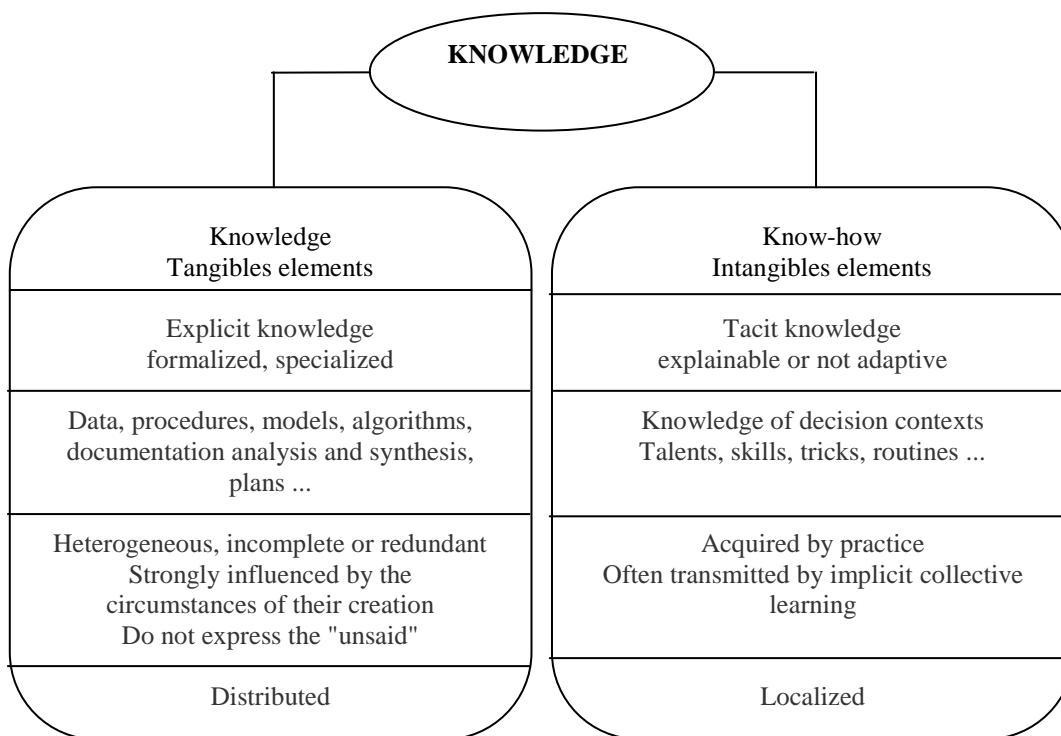 KNOWLEDGE
Knowledge
Tangibles elements
Explicit knowledge
formalized, specialized
Data, procedures, models, algorithms,
documentation analysis and synthesis,
plans ...
Heterogeneous, incomplete or redundant
Strongly influenced by the
circumstances of their creation
Do not express the "unsaid"
Distributed
Know-how
Intangibles elements
Tacit knowledge
explainable or not adaptive
Knowledge of decision contexts
Talents, skills, tricks, routines ...
Acquired by practice
Often transmitted by implicit collective
learning
Localized